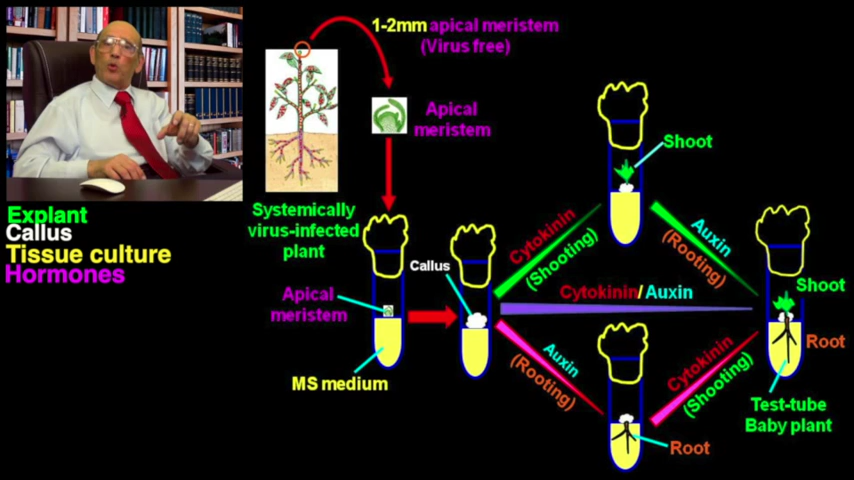 1-2mm apical meristem
(Virus free)
Apical
meristem
Shoot
Explant
Callus
Tissue culture
Hormones
Systemically
virus-infected
plant
Cytokinin
(Shooting)
Auxin
(Rooting)
Callus
Apical
meristem
Cytokinin/Auxin
Shoot
Root
MS medium
Auxin
(Rooting)
Cytokinin
(Shooting)
Test-tube
Baby plant
Root